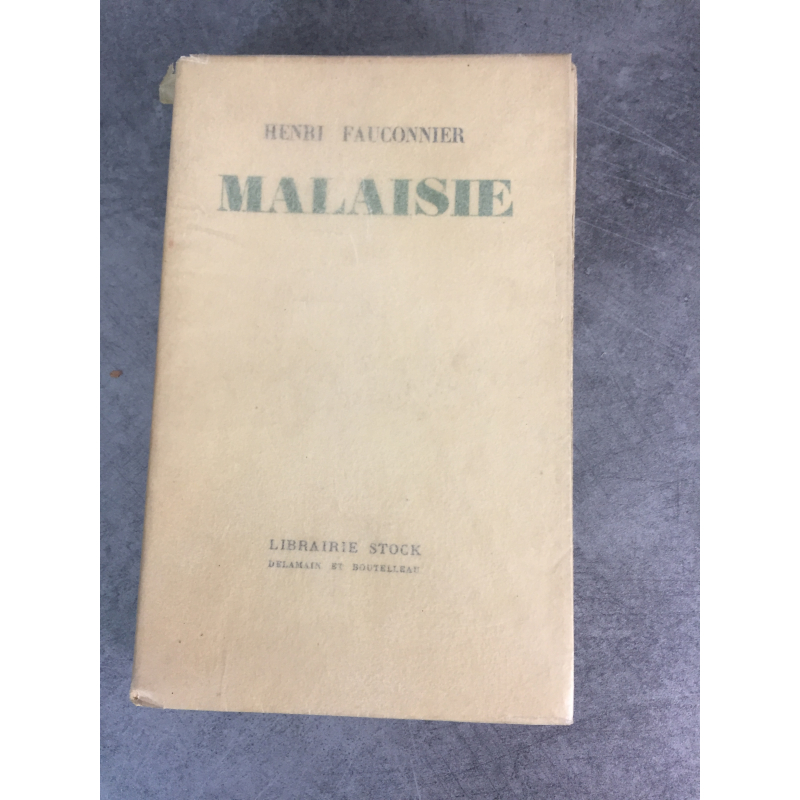 HENRI FAUCONNIER
MALAISIE
LIBRAIRIE STOCK
DELAMAIN ET BOUTELLEAU